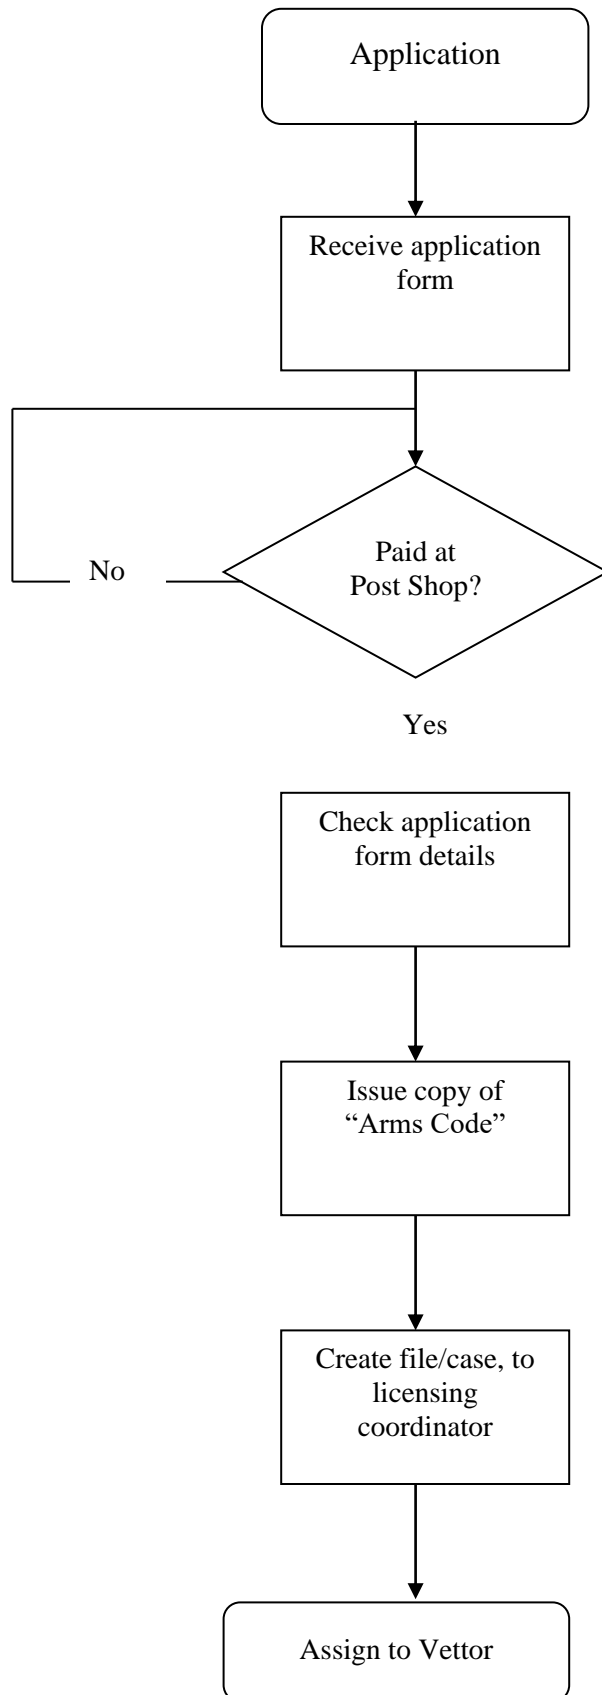 Application
Receive application
form
Paid at
Post Shop?
No
Yes
Check application
form details
Issue copy of
“Arms Code”
Create file/case, to
licensing
coordinator
Assign to Vettor